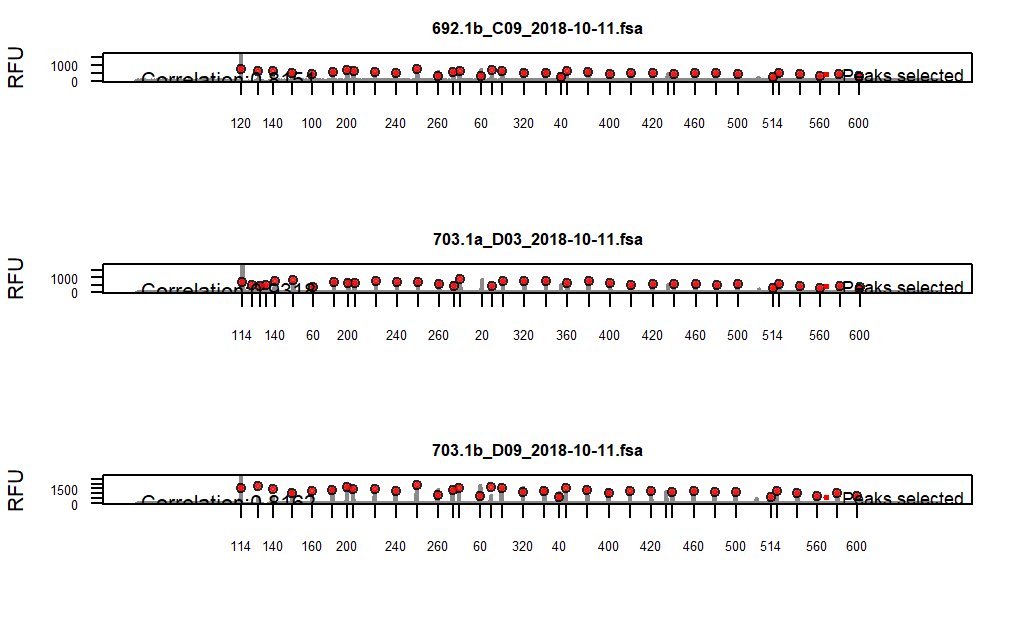 692.1b_C09_2018-10-11.fsa
RFU
1000
0
Peaks selected
120 140 100 200 240 260 60 320 40 400 420 460 500 514 560 600
703.1a_D03_2018-10-11.fsa
RFU
1000
0
Peaks selected
114 140 60 200 240 260 20 320 360 400 420 460 500 514 560 600
703.1b_D09_2018-10-11.fsa
RFU
1500
0
Correlation:0.8162
Peaks selected
114 140 160 200 240 260 60 320 40 400 420 460 500 514 560 600